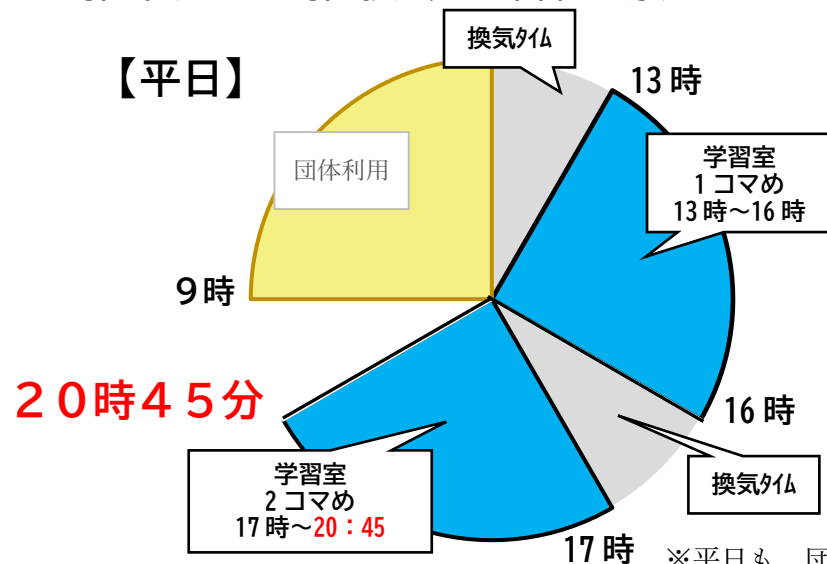 換気タイム
【平日】
13時
団体利用
学習室
1コマめ
13時～16時
9時
２０時４５分
16時
学習室
2コマめ
17時～20：45
換気タイム
17時
※平日も、団